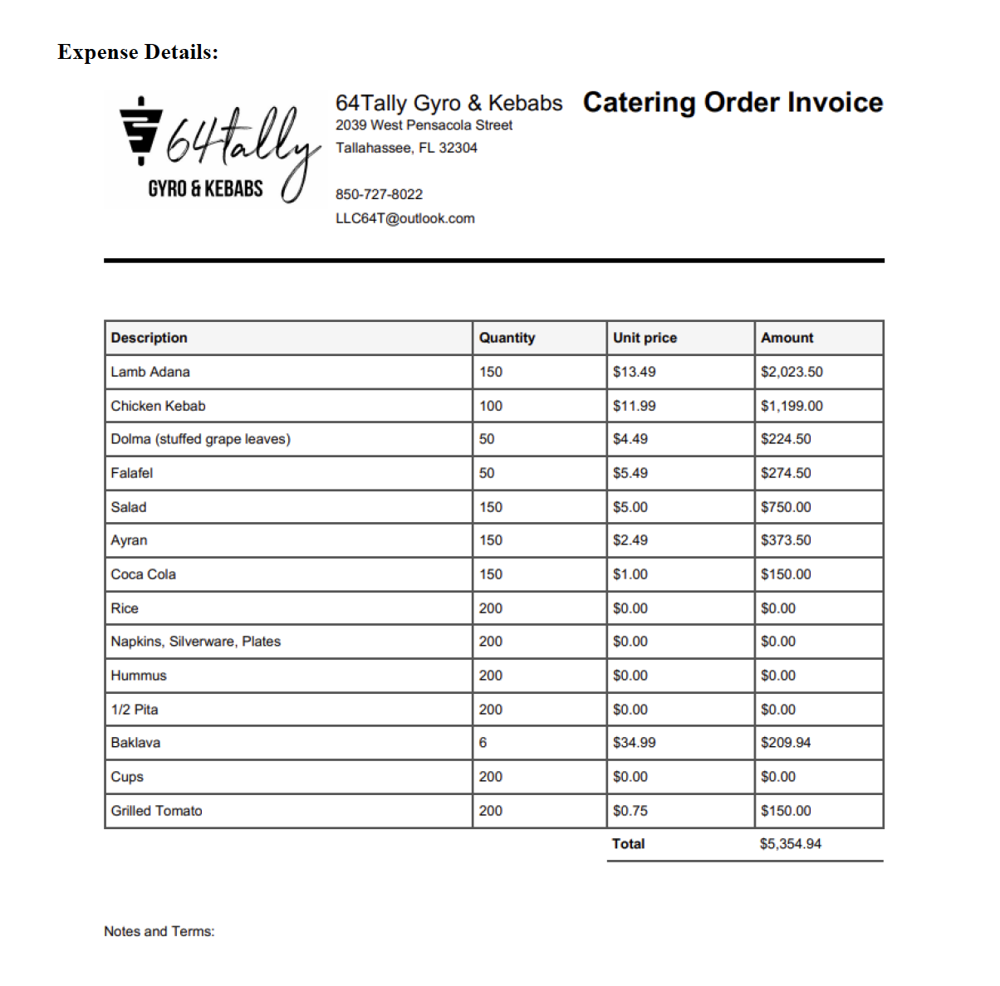 Expense Details:
64tally
GYRO & KEBABS
64Tally Gyro & Kebabs
2039 West Pensacola Street
Tallahassee, FL 32304
850-727-8022
LLC64T@outlook.com
Catering Order Invoice
Description Quantity Unit price Amount
Lamb Adana 150 $13.49 $2,023.50
Chicken Kebab 100 $11.99 $1,199.00
Dolma (stuffed grape leaves) 50 $4.49 $224.50
Falafel 50 $5.49 $274.50
Salad 150 $5.00 $750.00
Ayran 150 $2.49 $373.50
Coca Cola 150 $1.00 $150.00
Rice 200 $0.00 $0.00
Napkins, Silverware, Plates 200 $0.00 $0.00
Hummus 200 $0.00 $0.00
1/2 Pita 200 $0.00 $0.00
Baklava 6 $34.99 $209.94
Cups 200 $0.00 $0.00
Grilled Tomato 200 $0.75 $150.00
Total $5,354.94
Notes and Terms: